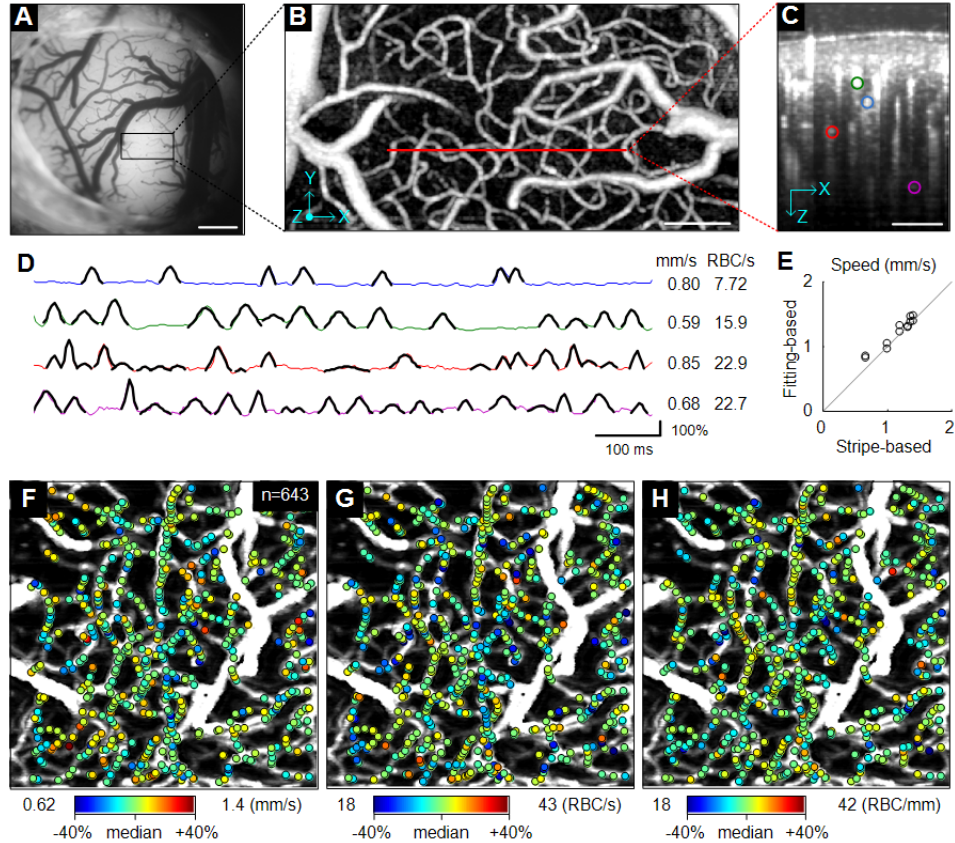 A
B
C
Y
Z
X
X
Z
D
mm/s RBC/s
0.80 7.72
0.59 15.9
0.85 22.9
0.68 22.7
100%
100 ms
E
Speed (mm/s)
Fitting-based
2
1
0
0 1 2
Stripe-based
F
n=643
G
H
0.62 1.4 (mm/s)
-40% median +40%
18 43 (RBC/s)
-40% median +40%
18 42 (RBC/mm)
-40% median +40%